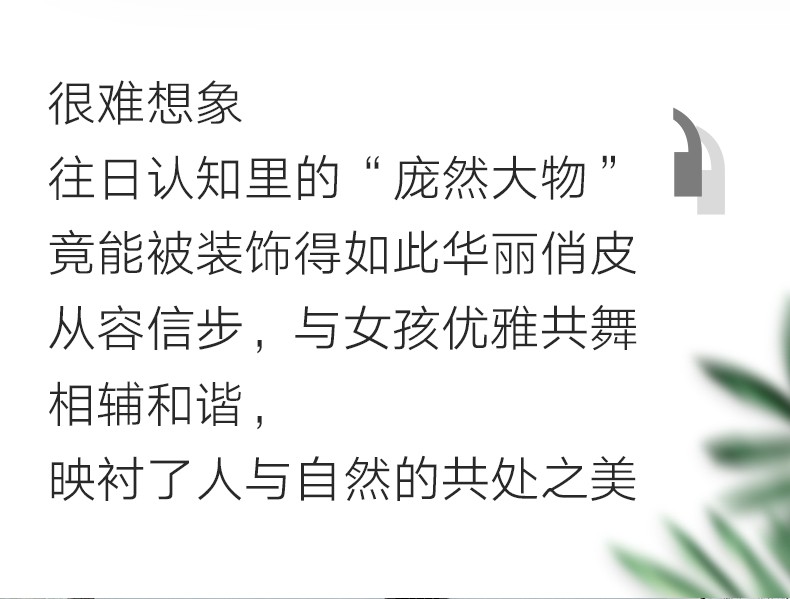 很难想象
往日认知里的“庞然大物”
竟能被装饰得如此华丽俏皮
从容信步，与女孩优雅共舞
相辅和谐，
映衬了人与自然的共处之美